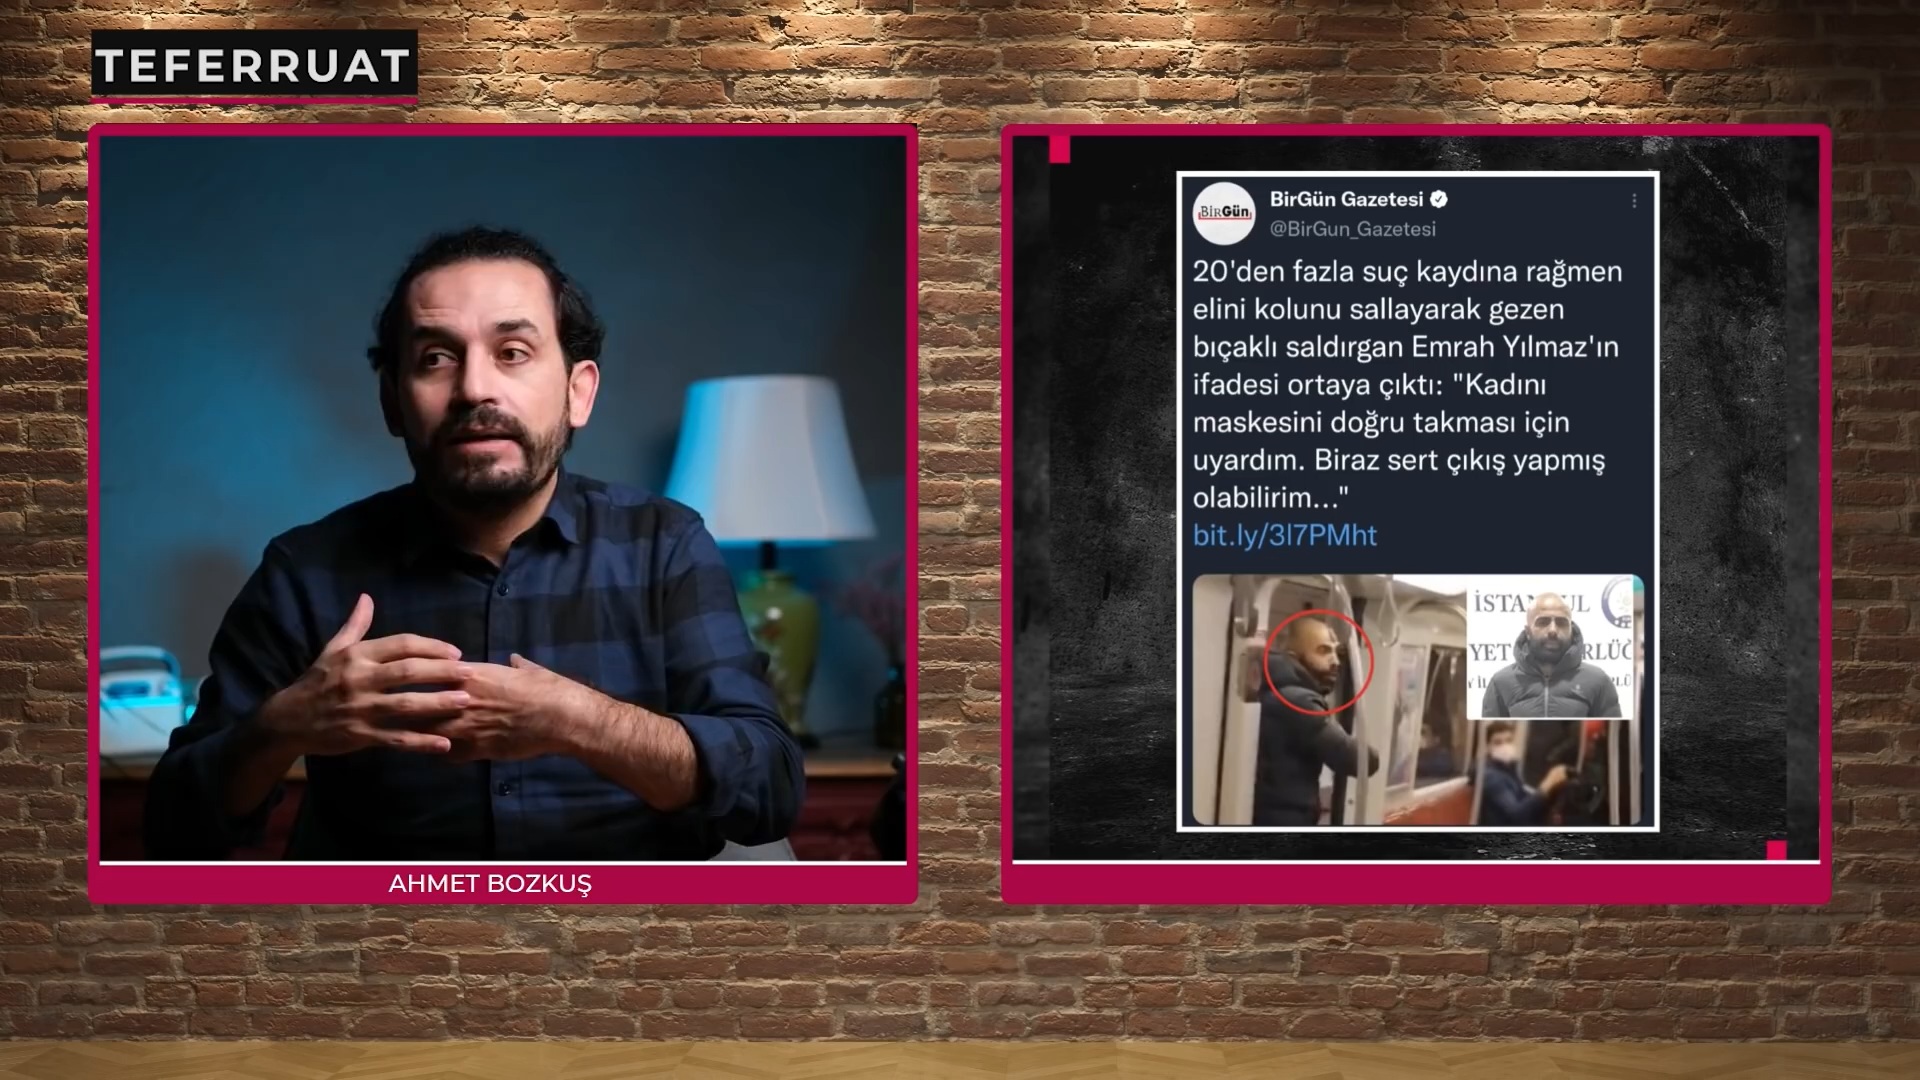 TEFERRUAT
AHMET BOZKUŞ
BirGün
BirGün Gazetesi
@BirGun_Gazetesi
20'den fazla suç kaydına rağmen
elini kolunu sallayarak gezen
bıçaklı saldırgan Emrah Yılmaz'ın
ifadesi ortaya çıktı: "Kadını
maskesini doğru takması için
uyardım. Biraz sert çıkış yapmış
olabilirim..."
bit.ly/3l7PMht